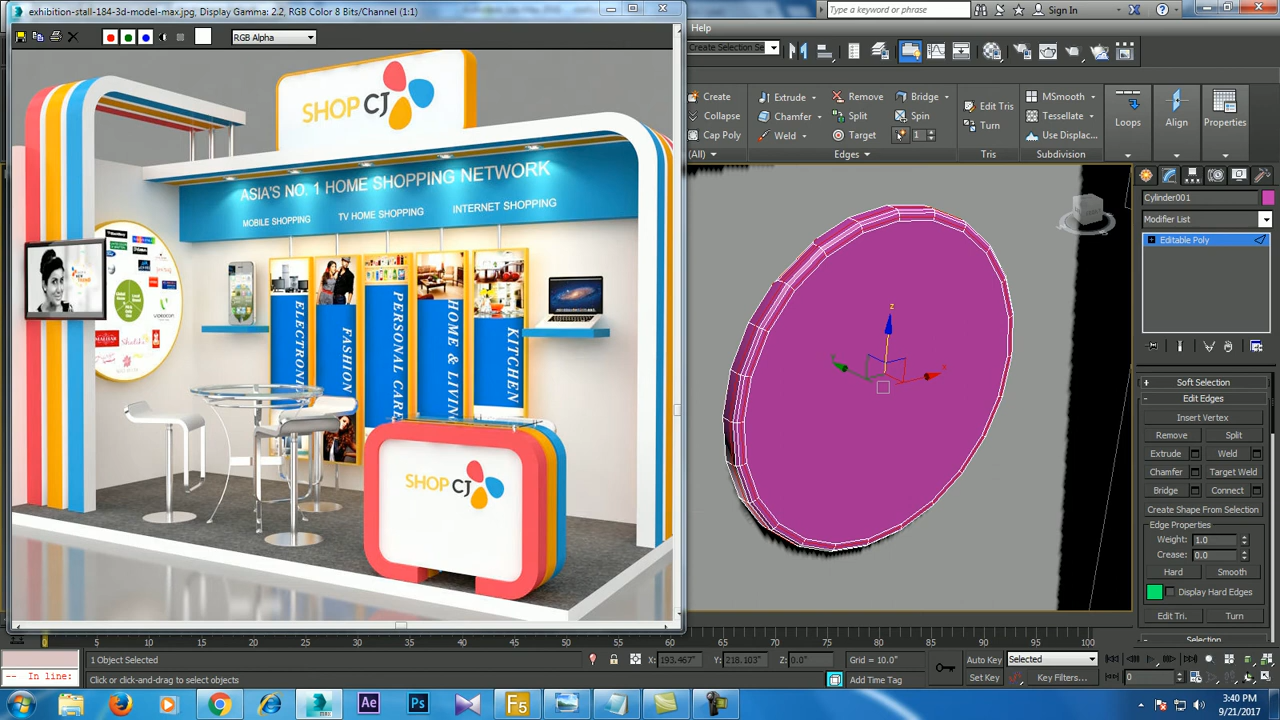 exhibition-stall-184-3d-model-max.jpg, Display Gamma: 2.2, RGB Color 8 Bits/Channel (1:1)
RGB Alpha
SHOP CJ
ASIA'S NO. 1 HOME SHOPPING NETWORK
MOBILE SHOPPING
TV HOME SHOPPING
INTERNET SHOPPING
VIDEOCON
ELECTRONI
FASHION
PERSONAL CARE
HOME & LIVIN
KITCHEN
SHOP CJ
Type a keyword or phrase
Sign In
Help
Create Selection Se
Create
Extrude
Remove
Bridge
Edit Tris
MSmooth
Collapse
Chamfer
Split
Spin
Turn
Tessellate
Loops
Align
Properties
Cap Poly
Weld
Target
1
Use Displac...
(All)
Edges
Tris
Subdivision
Cylinder001
Modifier List
Editable Poly
z
x
Soft Selection
Edit Edges
Insert Vertex
Remove
Split
Extrude
Weld
Chamfer
Target Weld
Bridge
Connect
Create Shape From Selection
Edge Properties
Weight: 1.0
Crease: 0.0
Hard
Smooth
Display Hard Edges
Edit Tri.
Turn
Selection
0 5 10 15 20 25 30 35 40 45 50 55 60 65 70 75 80 85 90 95 100
1 Object Selected
X: 193.467"
Y: 218.103"
Z: 0.0"
Grid = 10.0"
Auto Key
Selected
-- In line:
Click or click-and-drag to select objects
Add Time Tag
Set Key
Key Filters...
0
Ae
Ps
F5
3:40 PM
9/21/2017